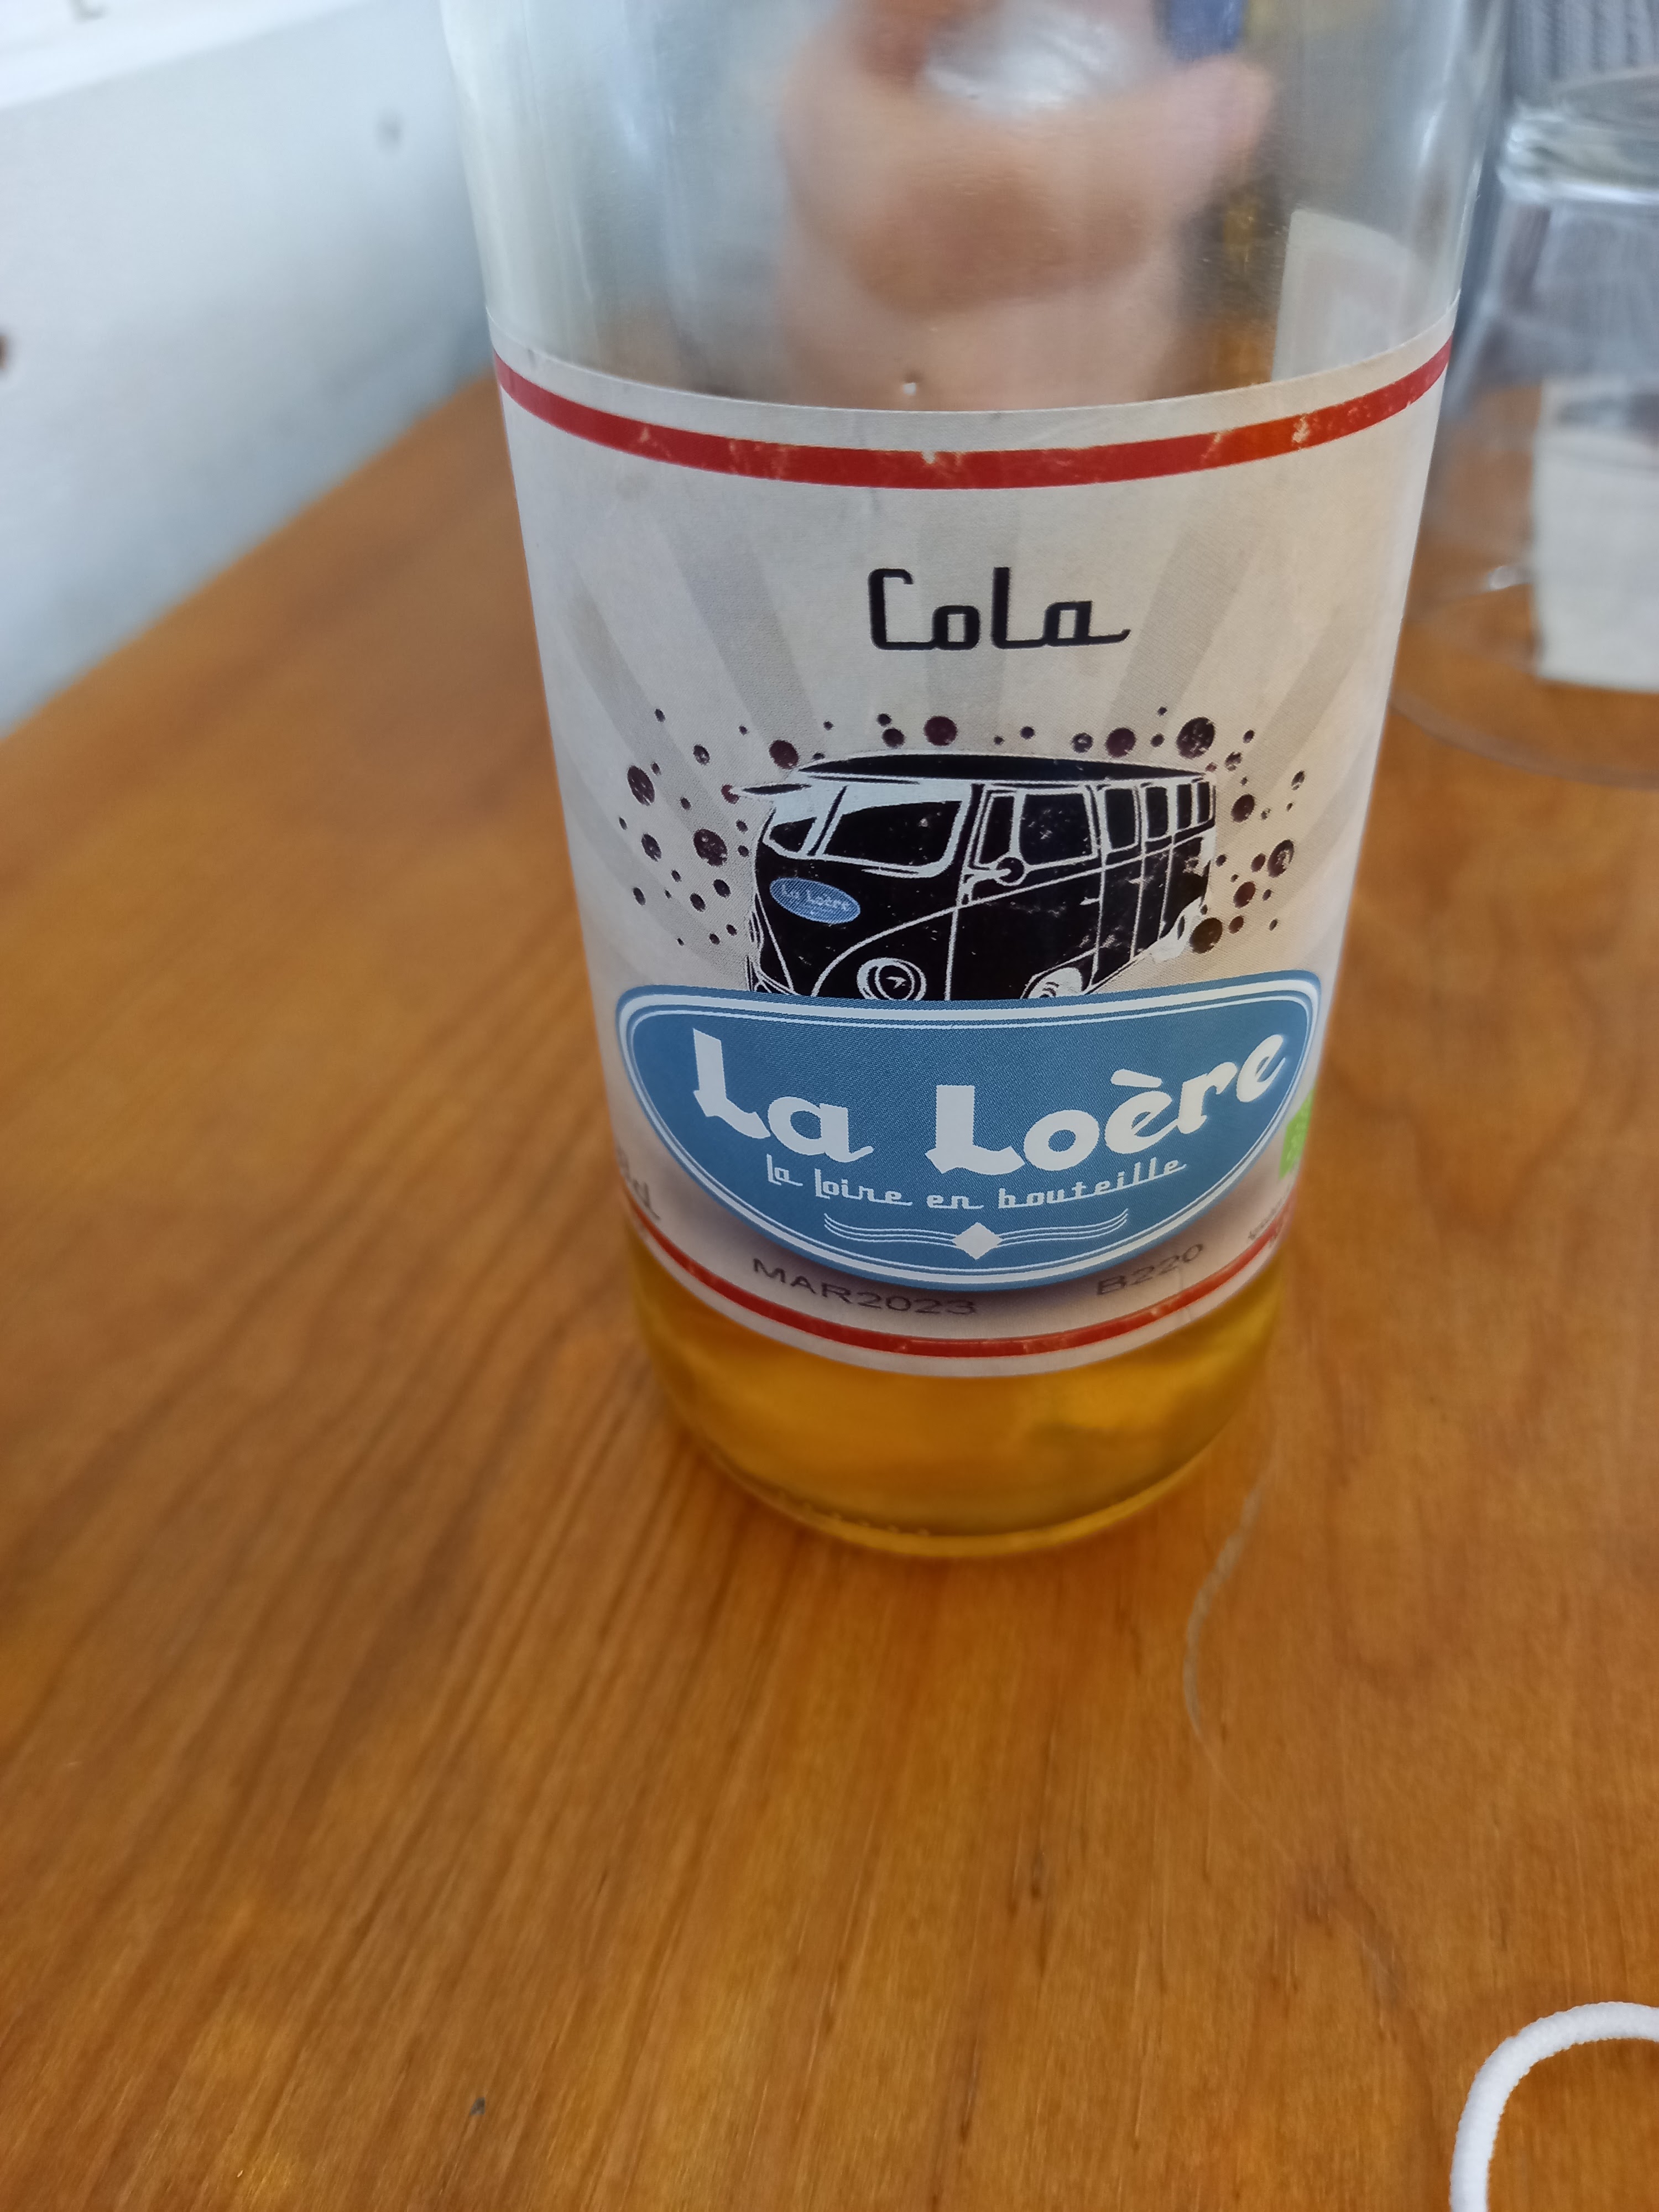 Cola
La Loère
La Loère
la Loire en bouteille
MAR2023 B220